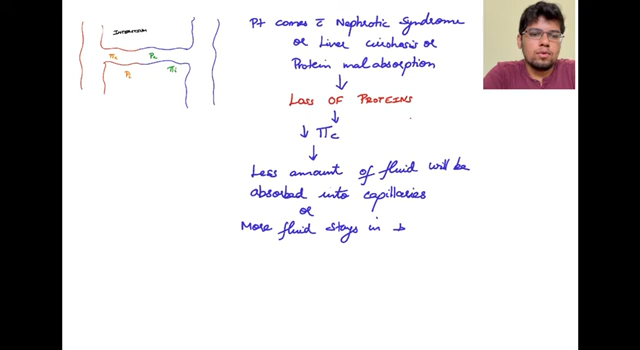 INTERSTITIUM
πc Pc
Pi πi
Pt comes c̄ Nephrotic Syndrome
or Liver cirrhosis or
Protein malabsorption
↓
LOSS OF PROTEINS
↓
↓ πc
↓
Less amount of fluid will be
absorbed into capillaries
or
More fluid stays in